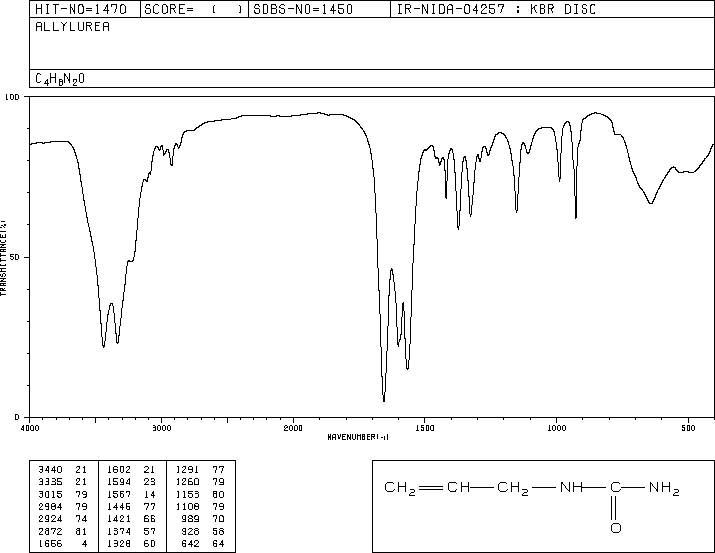 HIT-NO=1470 SCORE= ( ) SDBS-NO=1450 IR-NIDA-04257 : KBR DISC
ALLYLUREA
C4H8N2O
100
50
0
TRANSMITTANCE(%)
4000 3000 2000 1500 1000 500
WAVENUMBER(-1)
3440 21 1602 21 1291 77
3335 21 1594 23 1260 79
3015 79 1567 14 1153 60
2984 79 1446 77 1108 79
2924 74 1421 66 989 70
2872 81 1374 57 928 58
1656 4 1328 60 642 64
CH2 CH CH2 NH C NH2
O